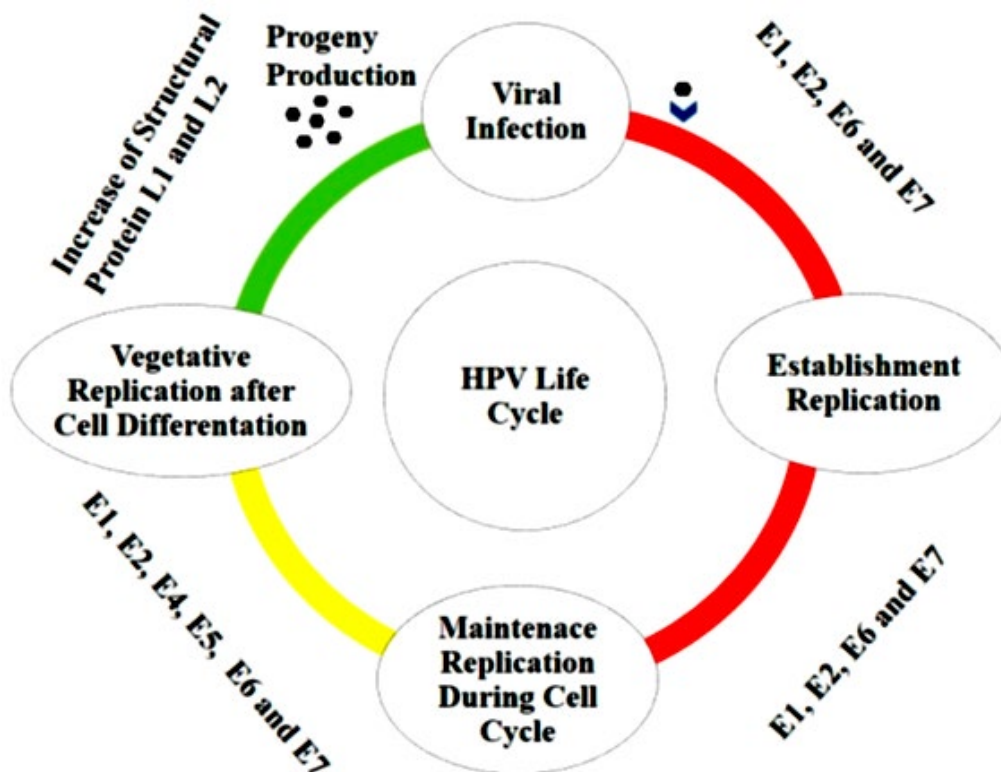 Increase of Structural
Protein L1 and L2
Progeny
Production
Viral
Infection
E1, E2, E6 and E7
Vegetative
Replication after
Cell Differentation
HPV Life
Cycle
Establishment
Replication
E1, E2, E4, E5, E6 and E7
Maintenace
Replication
During Cell
Cycle
E1, E2, E6 and E7